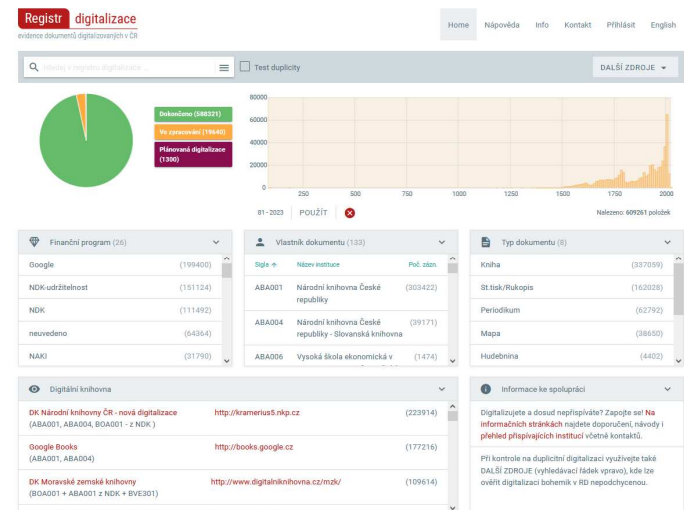 Registr digitalizace
evidence dokumentů digitalizovaných v ČR
Home Nápověda Info Kontakt Přihlásit English
Hledej v registru digitalizace ...
Test duplicity
DALŠÍ ZDROJE
Dokončeno (588321)
Ve zpracování (19640)
Plánovaná digitalizace
(1300)
80000
60000
40000
20000
0
250 500 750 1000 1250 1500 1750 2000
81 - 2023 POUŽÍT
Nalezeno: 609261 položek
Finanční program (26)
Google (199400)
NDK-udržitelnost (151124)
NDK (111492)
neuvedeno (64364)
NAKI (31790)
Vlastník dokumentu (133)
Sigle Název instituce Poč. zázn.
ABA001 Národní knihovna České (303422)
republiky
ABA004 Národní knihovna České (39171)
republiky - Slovanská knihovna
ABA006 Vysoká škola ekonomická v (1474)
Typ dokumentu (8)
Kniha (337059)
St.tisk/Rukopis (162028)
Periodikum (62792)
Mapa (38650)
Hudebnina (4402)
Digitální knihovna
DK Národní knihovny ČR - nová digitalizace http://kramerius5.nkp.cz (223914)
(ABA001, ABA004, BOA001 - z NDK )
Google Books http://books.google.cz (177216)
(ABA001, ABA004)
DK Moravské zemské knihovny http://www.digitalniknihovna.cz/mzk/ (109614)
(BOA001 + ABA001 z NDK + BVE301)
Informace ke spolupráci
Digitalizujete a dosud nepřispíváte? Zapojte se! Na
informačních stránkách najdete doporučení, návody i
přehled přispívajících institucí včetně kontaktů.
Při kontrole na duplicitní digitalizaci využívejte také
DALŠÍ ZDROJE (vyhledávací řádek vpravo), kde lze
ověřit digitalizaci bohemik v RD nepodchycenou.